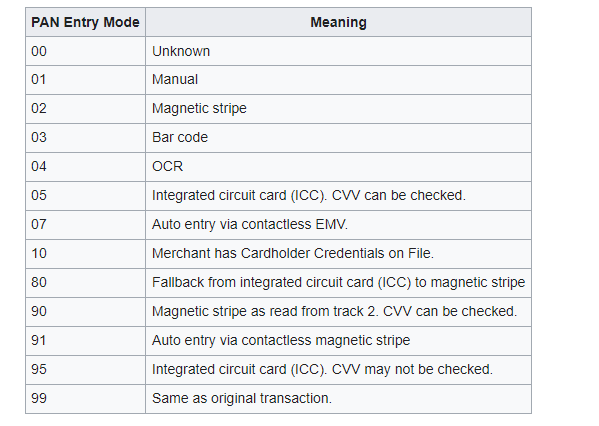 PAN Entry Mode Meaning
00 Unknown
01 Manual
02 Magnetic stripe
03 Bar code
04 OCR
05 Integrated circuit card (ICC). CVV can be checked.
07 Auto entry via contactless EMV.
10 Merchant has Cardholder Credentials on File.
80 Fallback from integrated circuit card (ICC) to magnetic stripe
90 Magnetic stripe as read from track 2. CVV can be checked.
91 Auto entry via contactless magnetic stripe
95 Integrated circuit card (ICC). CVV may not be checked.
99 Same as original transaction.